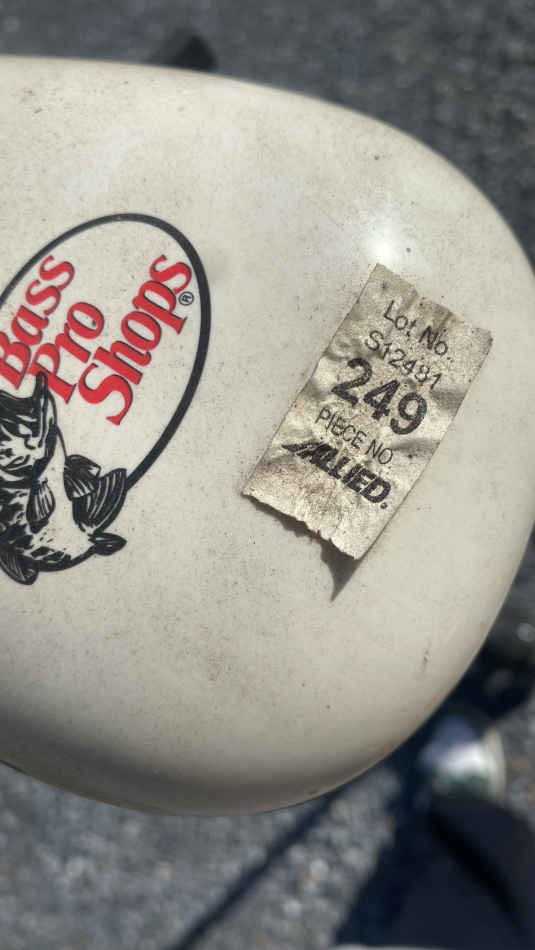 Bass
Pro
Shops®
Lot No.
S12481
249
PIECE NO.
ALLIED.